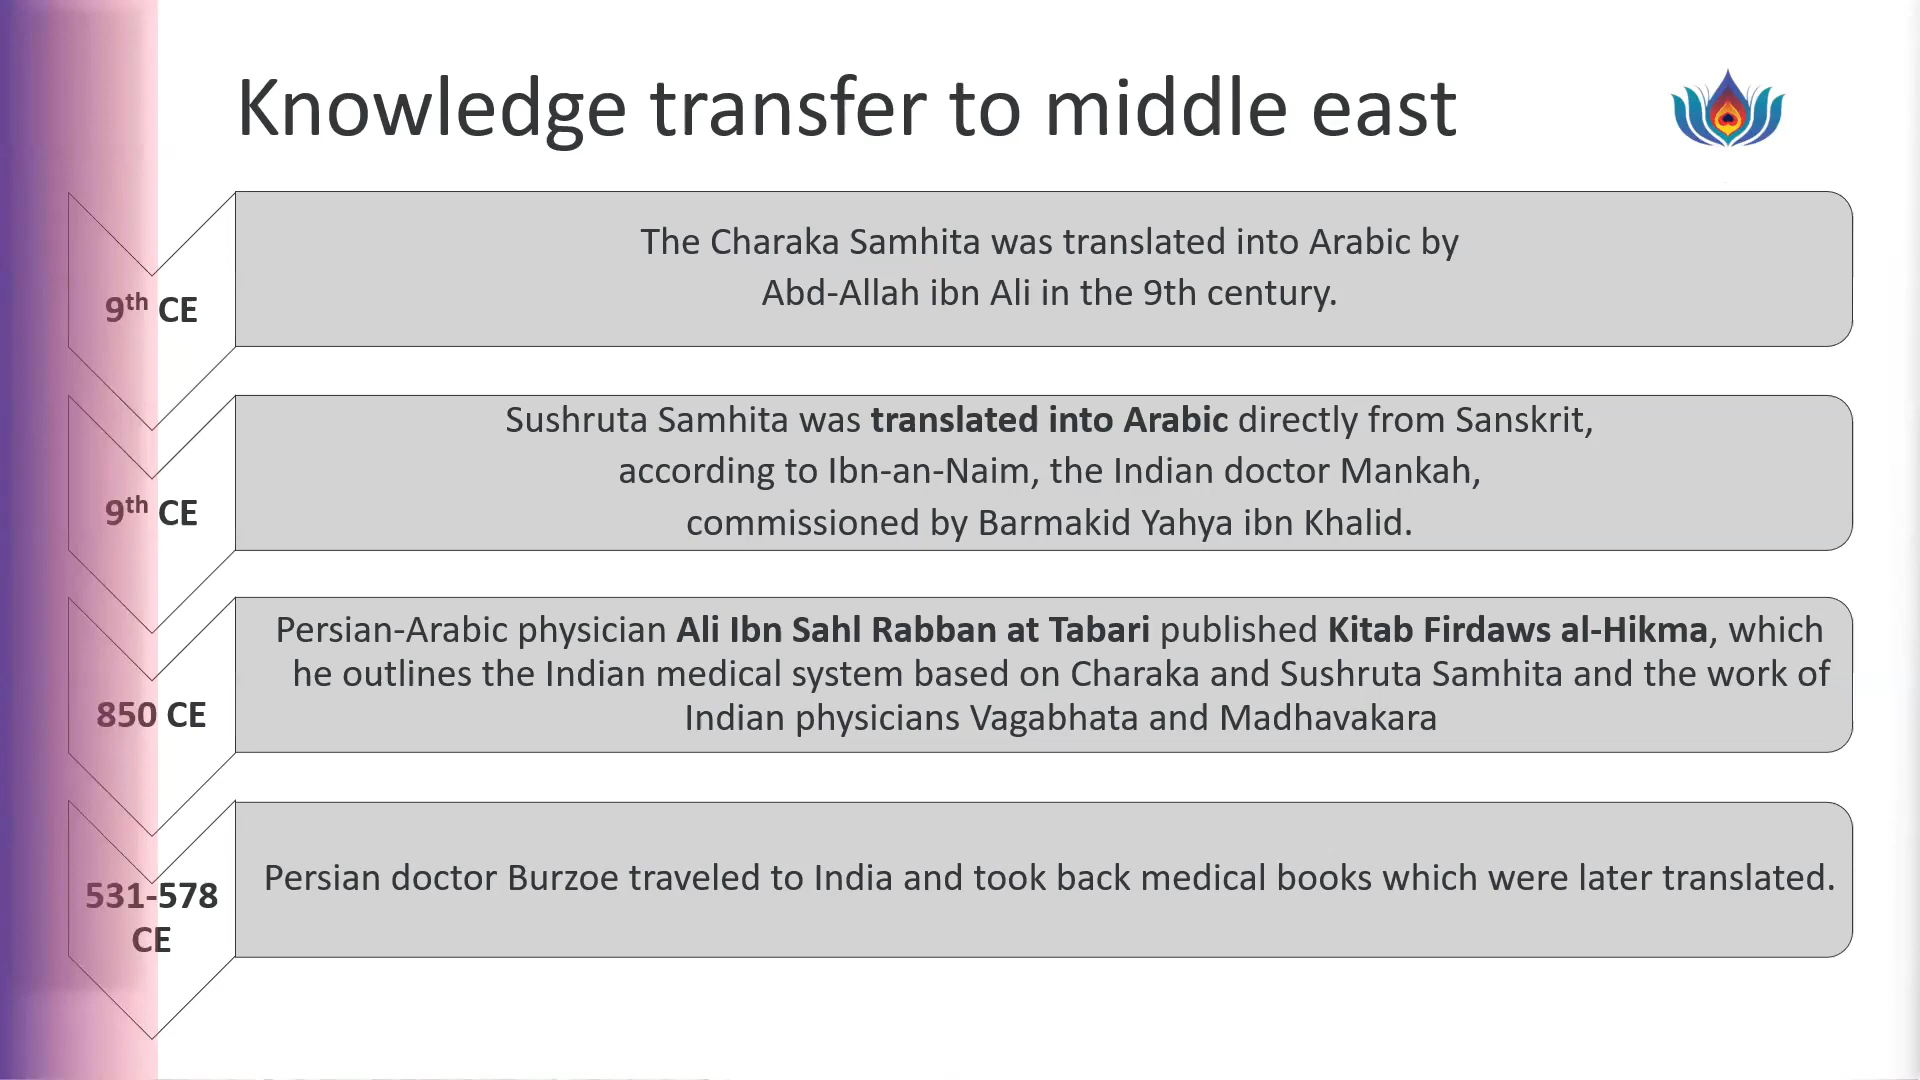 Knowledge transfer to middle east
9th CE
The Charaka Samhita was translated into Arabic by
Abd-Allah ibn Ali in the 9th century.
9th CE
Sushruta Samhita was translated into Arabic directly from Sanskrit,
according to Ibn-an-Naim, the Indian doctor Mankah,
commissioned by Barmakid Yahya ibn Khalid.
850 CE
Persian-Arabic physician Ali Ibn Sahl Rabban at Tabari published Kitab Firdaws al-Hikma, which
he outlines the Indian medical system based on Charaka and Sushruta Samhita and the work of
Indian physicians Vagabhata and Madhavakara
531-578
CE
Persian doctor Burzoe traveled to India and took back medical books which were later translated.